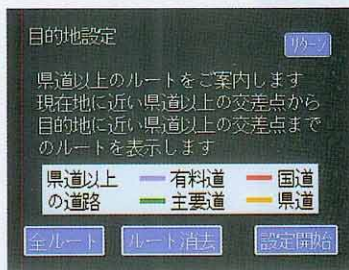 目的地設定
リターン
県道以上のルートをご案内します
現在地に近い県道以上の交差点から
目的地に近い県道以上の交差点まで
のルートを表示します
県道以上 有料道 国道
の道路 主要道 県道
全ルート ルート消去 設定開始